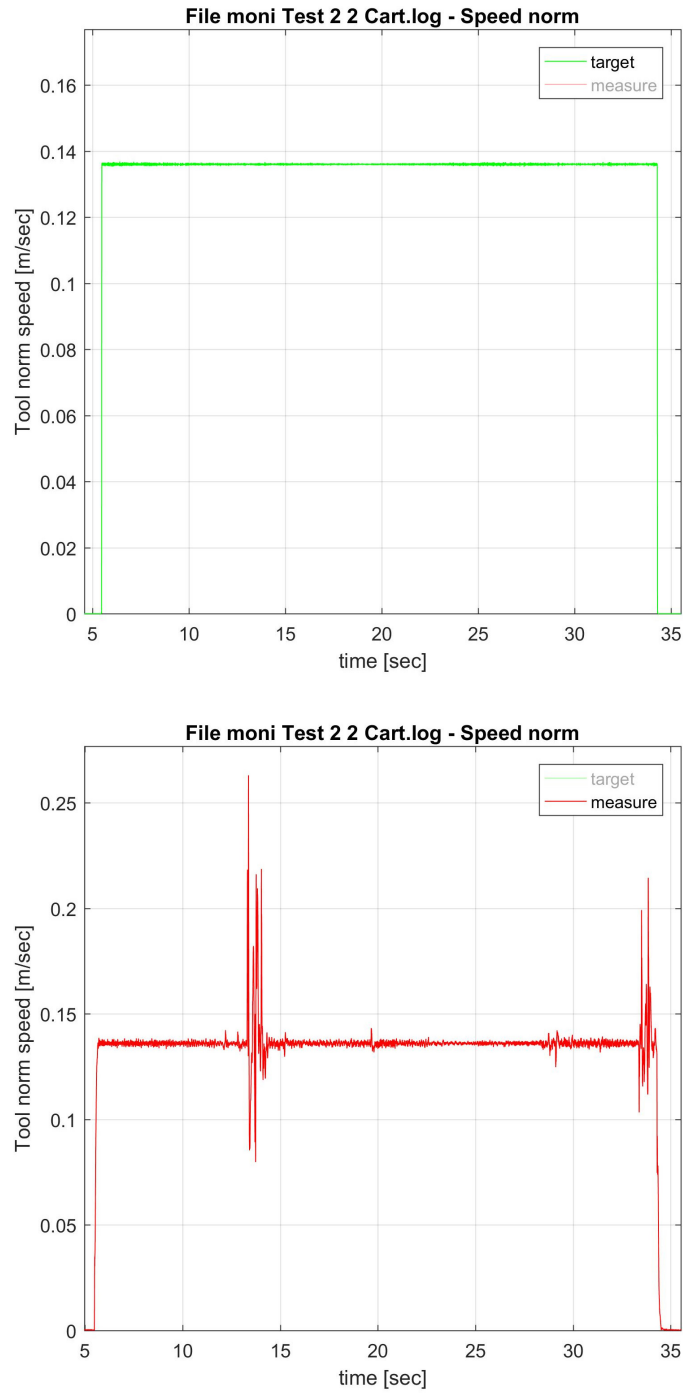 File moni Test 2 2 Cart.log - Speed norm
target
measure
0.16
0.14
0.12
0.1
0.08
0.06
0.04
0.02
0
Tool norm speed [m/sec]
5 10 15 20 25 30 35
time [sec]
File moni Test 2 2 Cart.log - Speed norm
target
measure
0.25
0.2
0.15
0.1
0.05
0
Tool norm speed [m/sec]
5 10 15 20 25 30 35
time [sec]